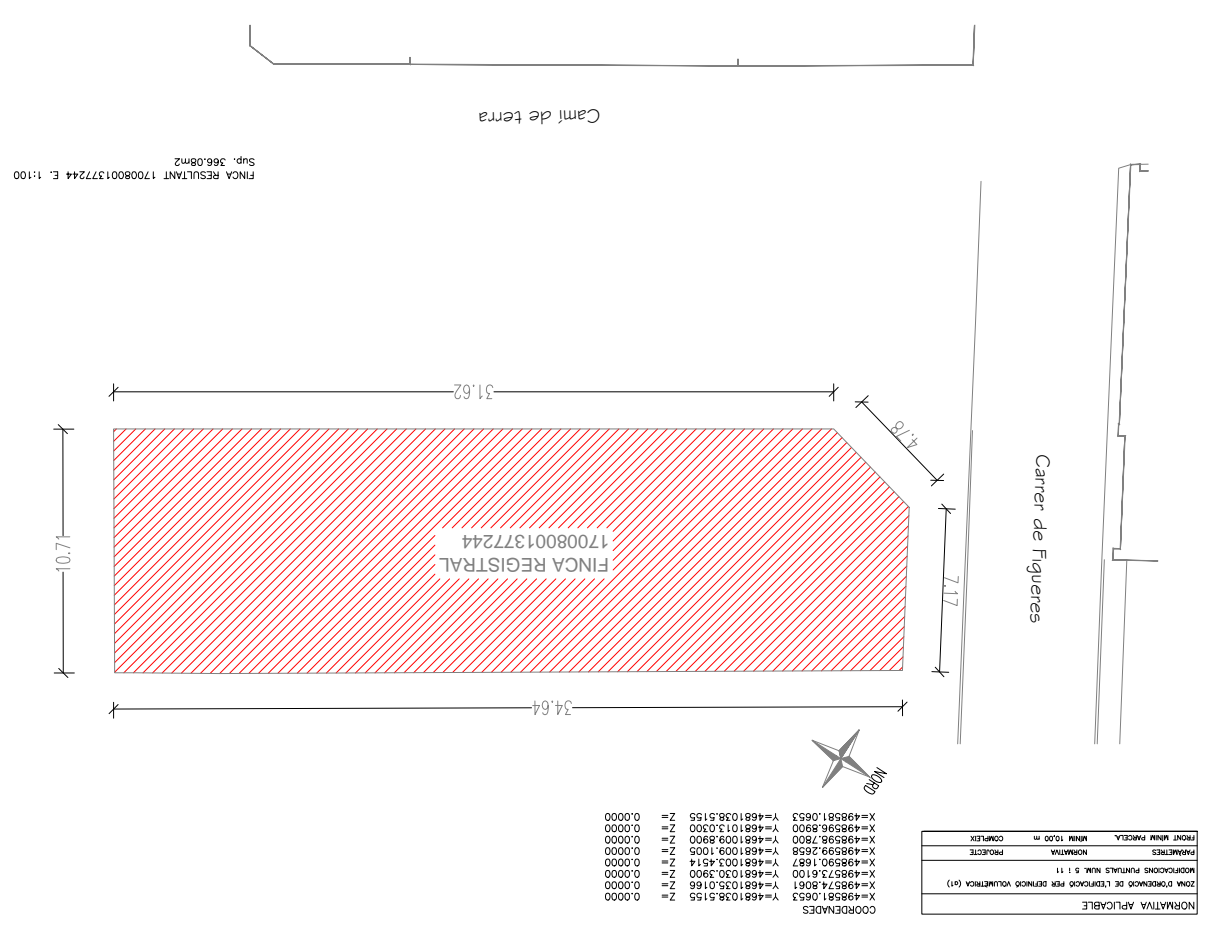 NORMATIVA APLICABLE
ZONA D'ORDENACIÓ DE L'EDIFICACIÓ PER DEFINICIÓ VOLUMÈTRICA (o1)
MODIFICACIONS PUNTUALS NUM. 5 i 11
PARÀMETRES NORMATIVA PROJECTE
FRONT MINIM PARCEL·LA MINIM 10,00 m COMPLEIX
COORDENADES
X=498581.0653 Y=4681038.5155 Z= 0.0000
X=498574.8061 Y=4681035.0166 Z= 0.0000
X=498573.6100 Y=4681030.3900 Z= 0.0000
X=498590.1687 Y=4681003.4514 Z= 0.0000
X=498599.2658 Y=4681009.1005 Z= 0.0000
X=498598.7800 Y=4681009.8900 Z= 0.0000
X=498596.8900 Y=4681013.0300 Z= 0.0000
X=498581.0653 Y=4681038.5155 Z= 0.0000
NORD
34.64
7.17
Carrer de Figueres
FINCA REGISTRAL
17008001377244
10.71
4.78
31.62
FINCA RESULTANT 17008001377244 E. 1:100
Sup. 366.08m2
Camí de terra